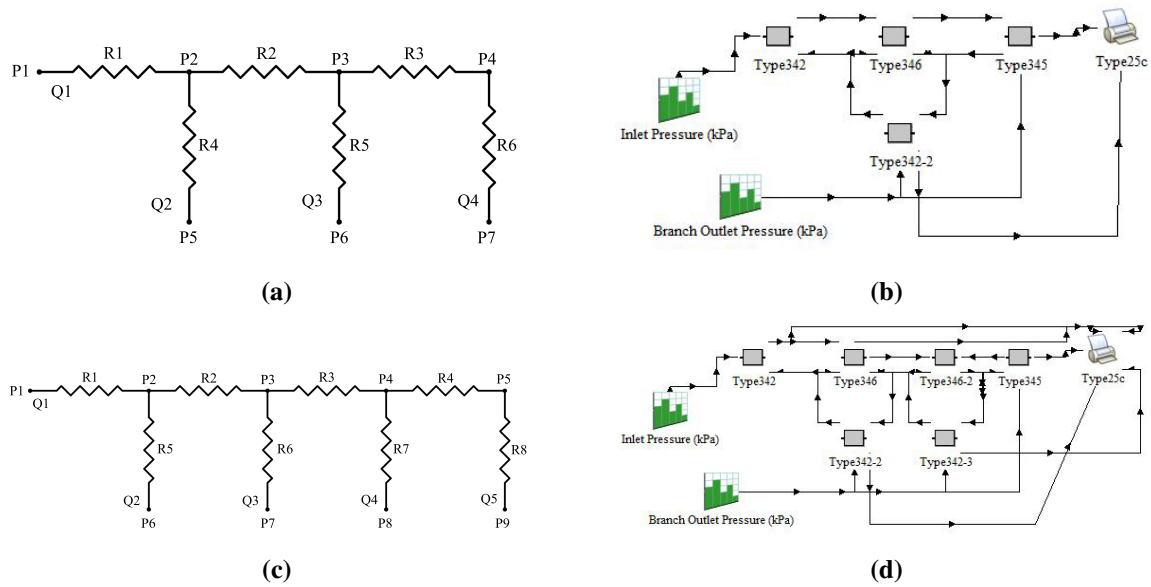 P1
R1
P2
R2
P3
R3
P4
Q1
R4
R5
R6
Q2
Q3
Q4
P5
P6
P7
(a)
Type342
Type346
Type345
Type25c
Inlet Pressure (kPa)
Type342-2
Branch Outlet Pressure (kPa)
(b)
P1
R1
P2
R2
P3
R3
P4
R4
P5
Q1
R5
R6
R7
R8
Q2
Q3
Q4
Q5
P6
P7
P8
P9
(c)
Type342
Type346
Type346-2
Type345
Type25c
Inlet Pressure (kPa)
Type342-2
Type342-3
Branch Outlet Pressure (kPa)
(d)